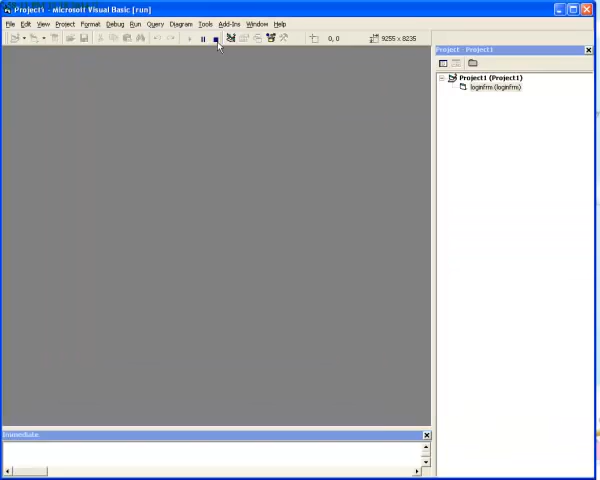 Project1 - Microsoft Visual Basic [run]
File Edit View Project Format Debug Run Query Diagram Tools Add-Ins Window Help
0, 0 9255 x 8235
Project - Project1
Project1 (Project1)
loginfrm (loginfrm)
Immediate